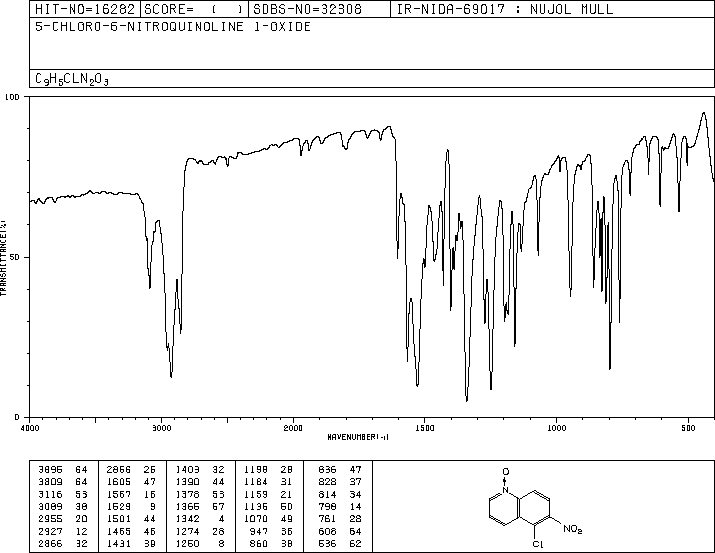 HIT-NO=16282 SCORE= ( ) SDBS-NO=32308 IR-NIDA-69017 : NUJOL MULL
5-CHLORO-6-NITROQUINOLINE 1-OXIDE
C9H5CLN2O3
100
50
0
TRANSMITTANCE(%)
4000 3000 2000 1500 1000 500
WAVENUMBER(-1)
3895 64 2856 26 1403 32 1198 28 836 47
3809 64 1605 47 1390 44 1184 31 828 37
3116 53 1567 16 1378 53 1159 21 814 34
3089 38 1529 9 1366 57 1136 50 798 14
2955 20 1501 44 1342 4 1070 49 761 28
2927 12 1465 46 1274 28 947 36 608 64
2866 32 1431 39 1250 8 860 39 536 62
O
N
NO2
Cl